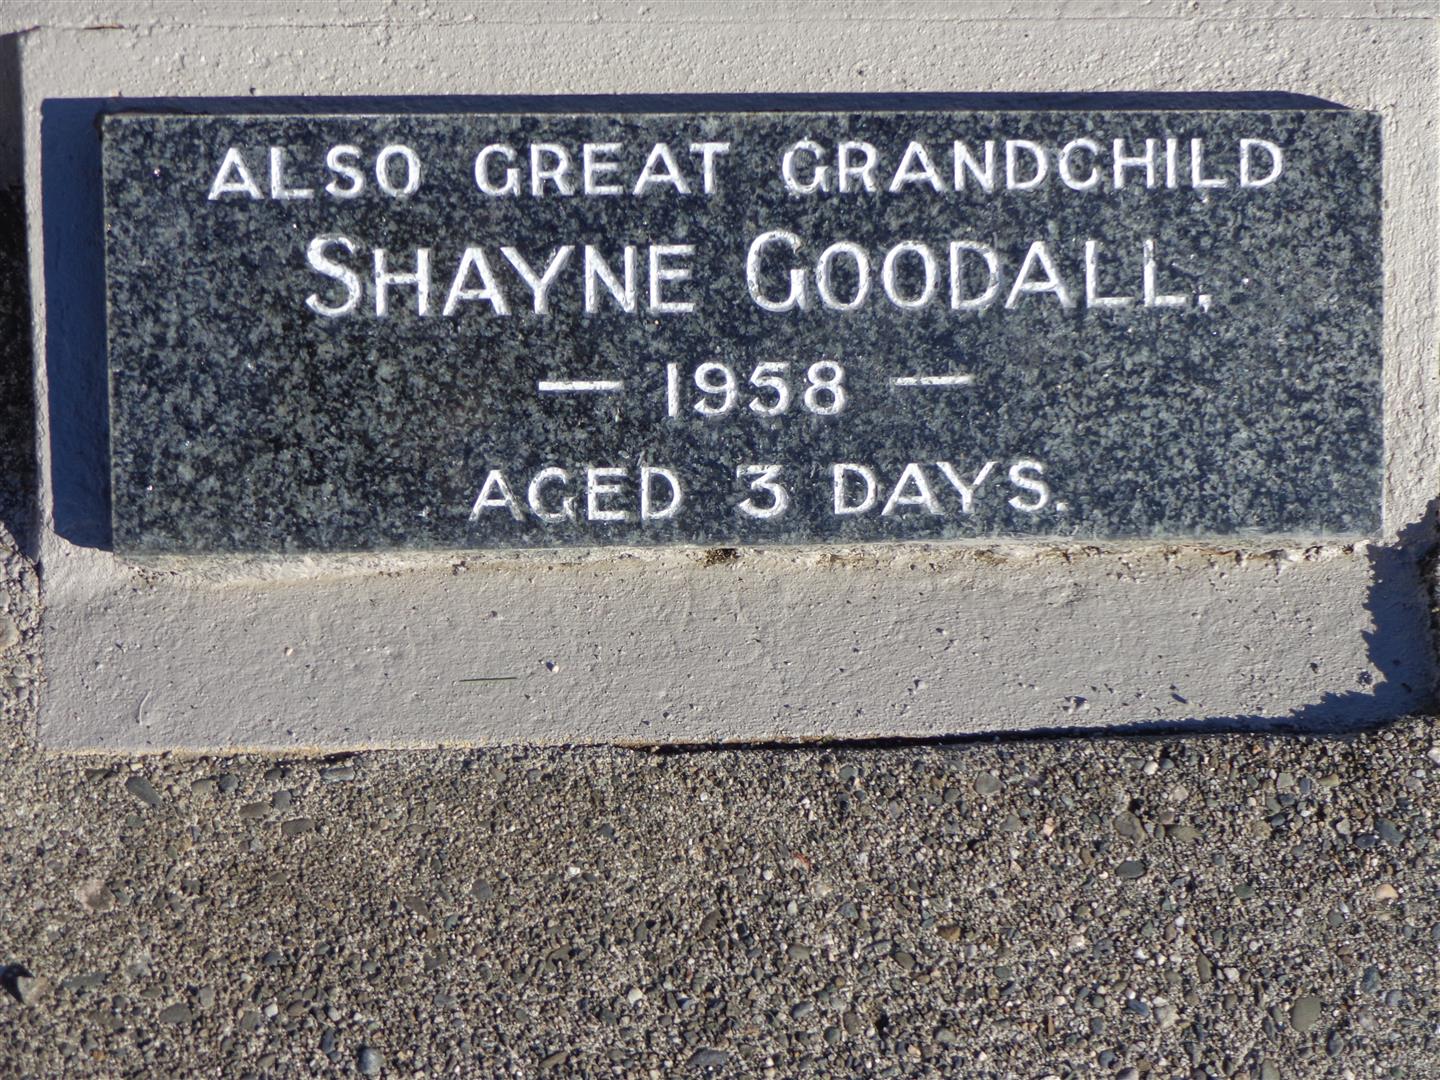 ALSO GREAT GRANDCHILD
SHAYNE GOODALL.
— 1958 —
AGED 3 DAYS.